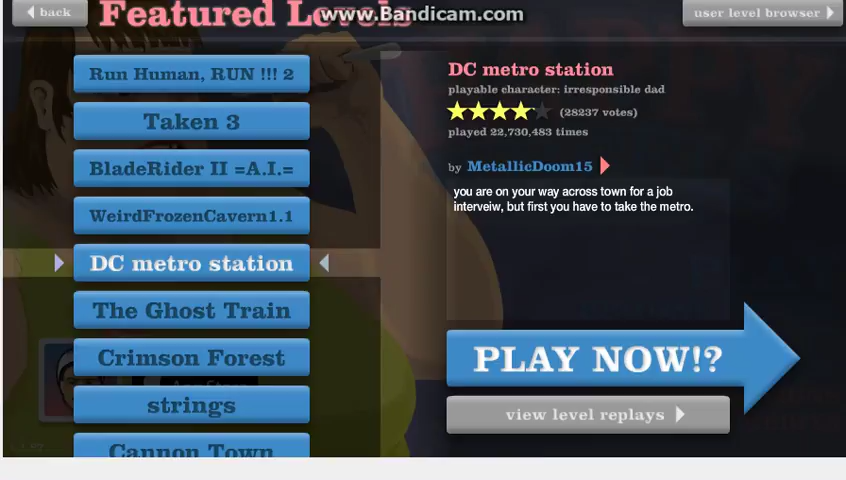 back
Featured Levels
www.Bandicam.com
user level browser
Run Human, RUN !!! 2
Taken 3
BladeRider II =A.I.=
WeirdFrozenCavern1.1
DC metro station
The Ghost Train
Crimson Forest
strings
Cannon Town
DC metro station
playable character: irresponsible dad
(28237 votes)
played 22,730,483 times
by MetallicDoom15
you are on your way across town for a job
interveiw, but first you have to take the metro.
PLAY NOW!?
view level replays